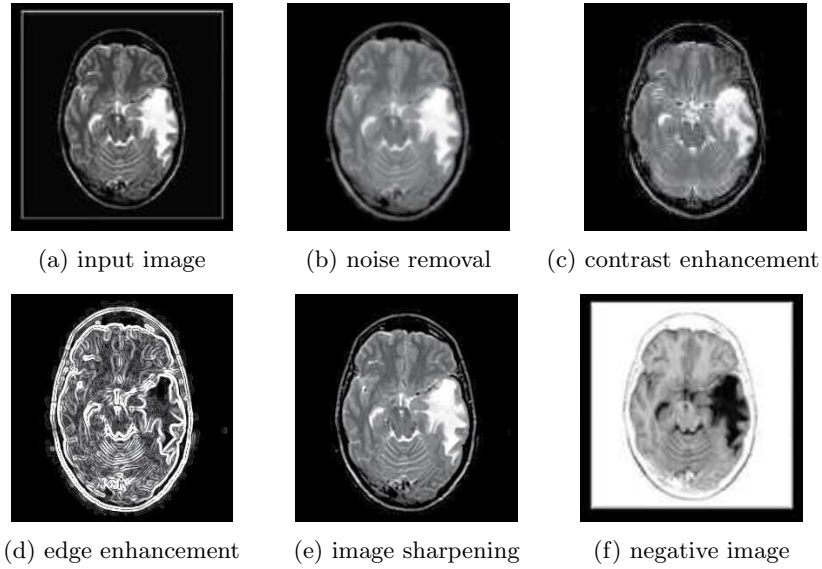 (a) input image
(b) noise removal
(c) contrast enhancement
(d) edge enhancement
(e) image sharpening
(f) negative image